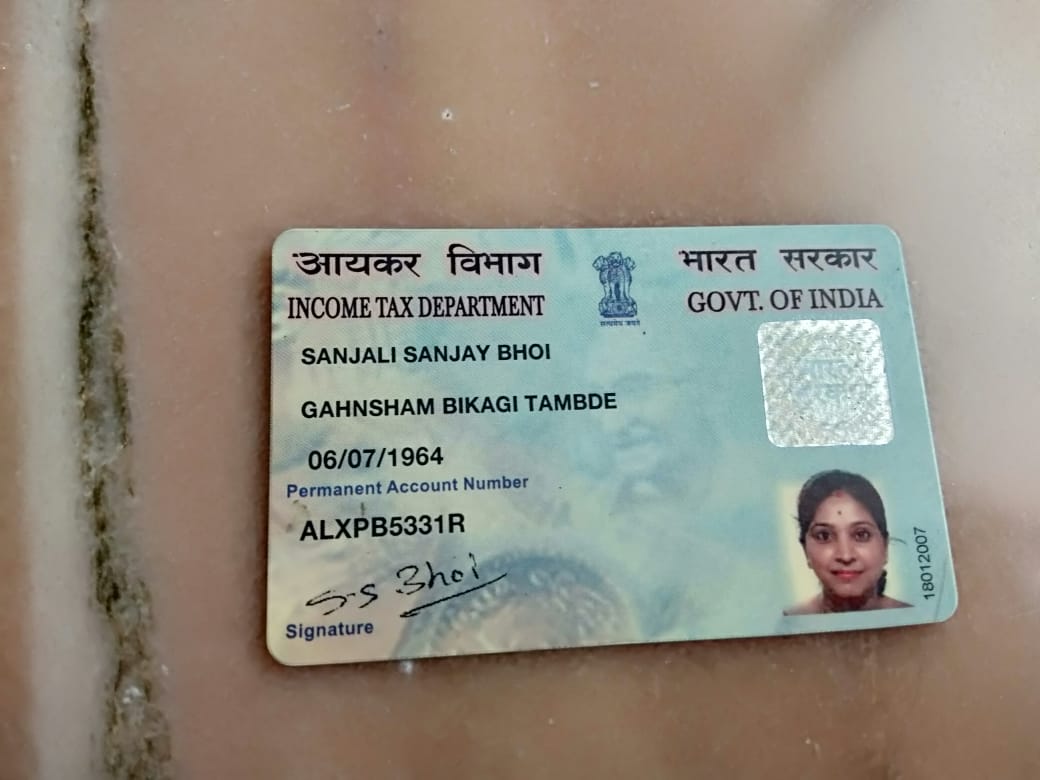 आयकर विभाग
भारत सरकार
INCOME TAX DEPARTMENT
GOVT. OF INDIA
सत्यमेव जयते
SANJALI SANJAY BHOI
GAHNSHAM BIKAGI TAMBDE
06/07/1964
Permanent Account Number
ALXPB5331R
S.S Bhoi
Signature
18012007